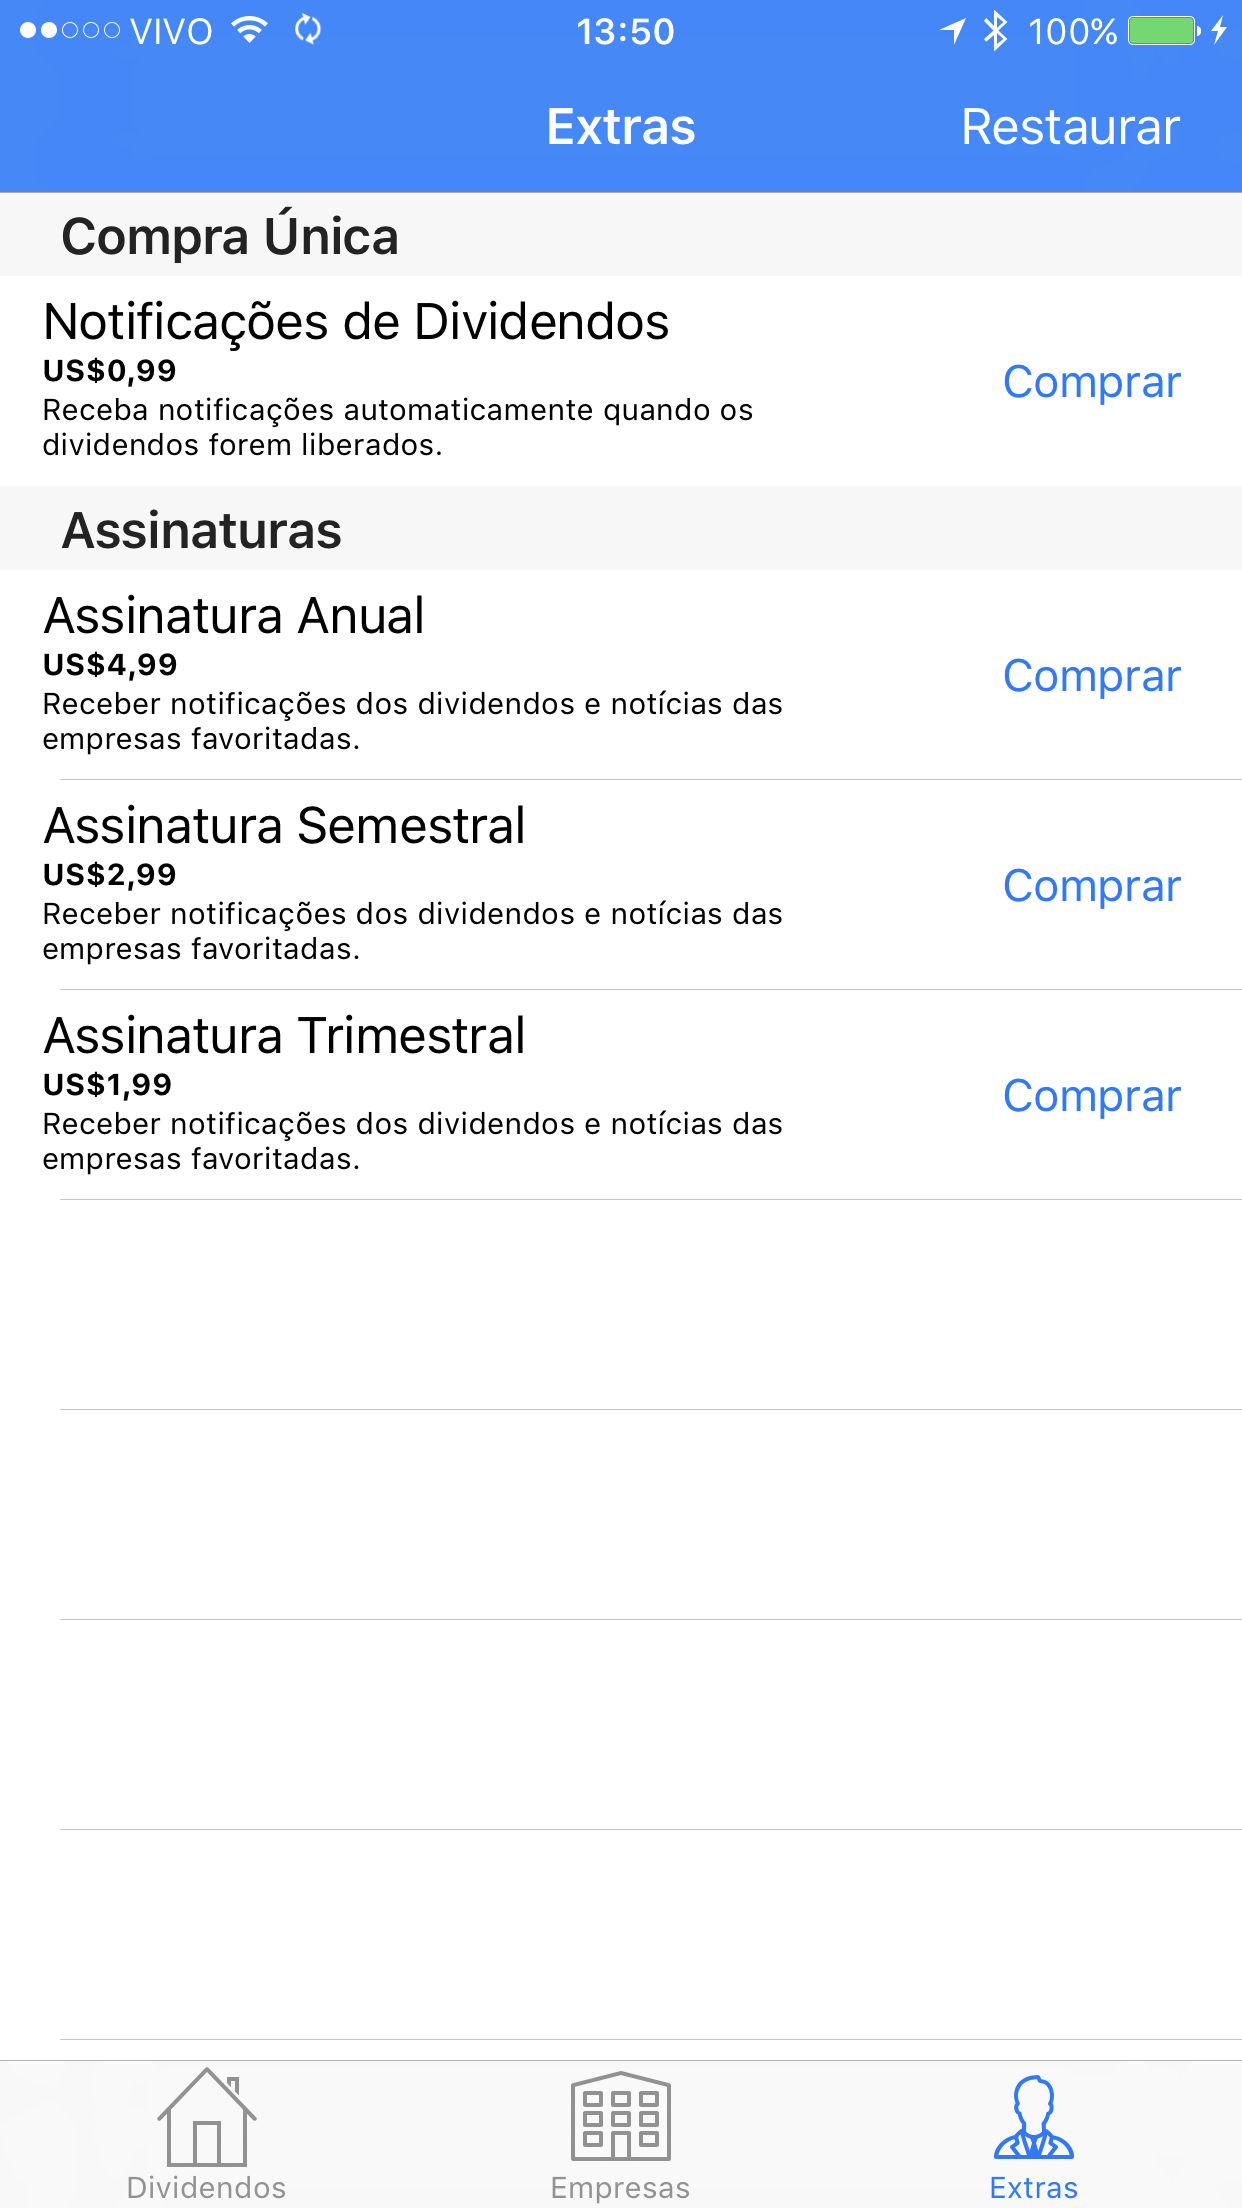 VIVO 13:50 100%
Extras Restaurar
Compra Única
Notificações de Dividendos
US$0,99
Receba notificações automaticamente quando os
dividendos forem liberados.
Comprar
Assinaturas
Assinatura Anual
US$4,99
Receber notificações dos dividendos e notícias das
empresas favoritadas.
Comprar
Assinatura Semestral
US$2,99
Receber notificações dos dividendos e notícias das
empresas favoritadas.
Comprar
Assinatura Trimestral
US$1,99
Receber notificações dos dividendos e notícias das
empresas favoritadas.
Comprar
Dividendos Empresas Extras